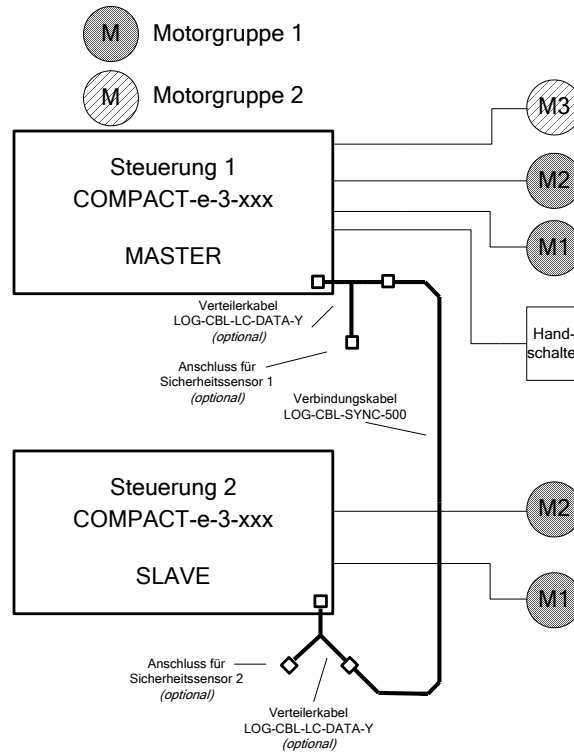 M Motorgruppe 1
M Motorgruppe 2
M3
Steuerung 1
COMPACT-e-3-xxx
MASTER
M2
M1
Verteilerkabel
LOG-CBL-LC-DATA-Y
(optional)
Hand-
schalte
Anschluss für
Sicherheitssensor 1
(optional)
Verbindungskabel
LOG-CBL-SYNC-500
Steuerung 2
COMPACT-e-3-xxx
SLAVE
M2
M1
Anschluss für
Sicherheitssensor 2
(optional)
Verteilerkabel
LOG-CBL-LC-DATA-Y
(optional)